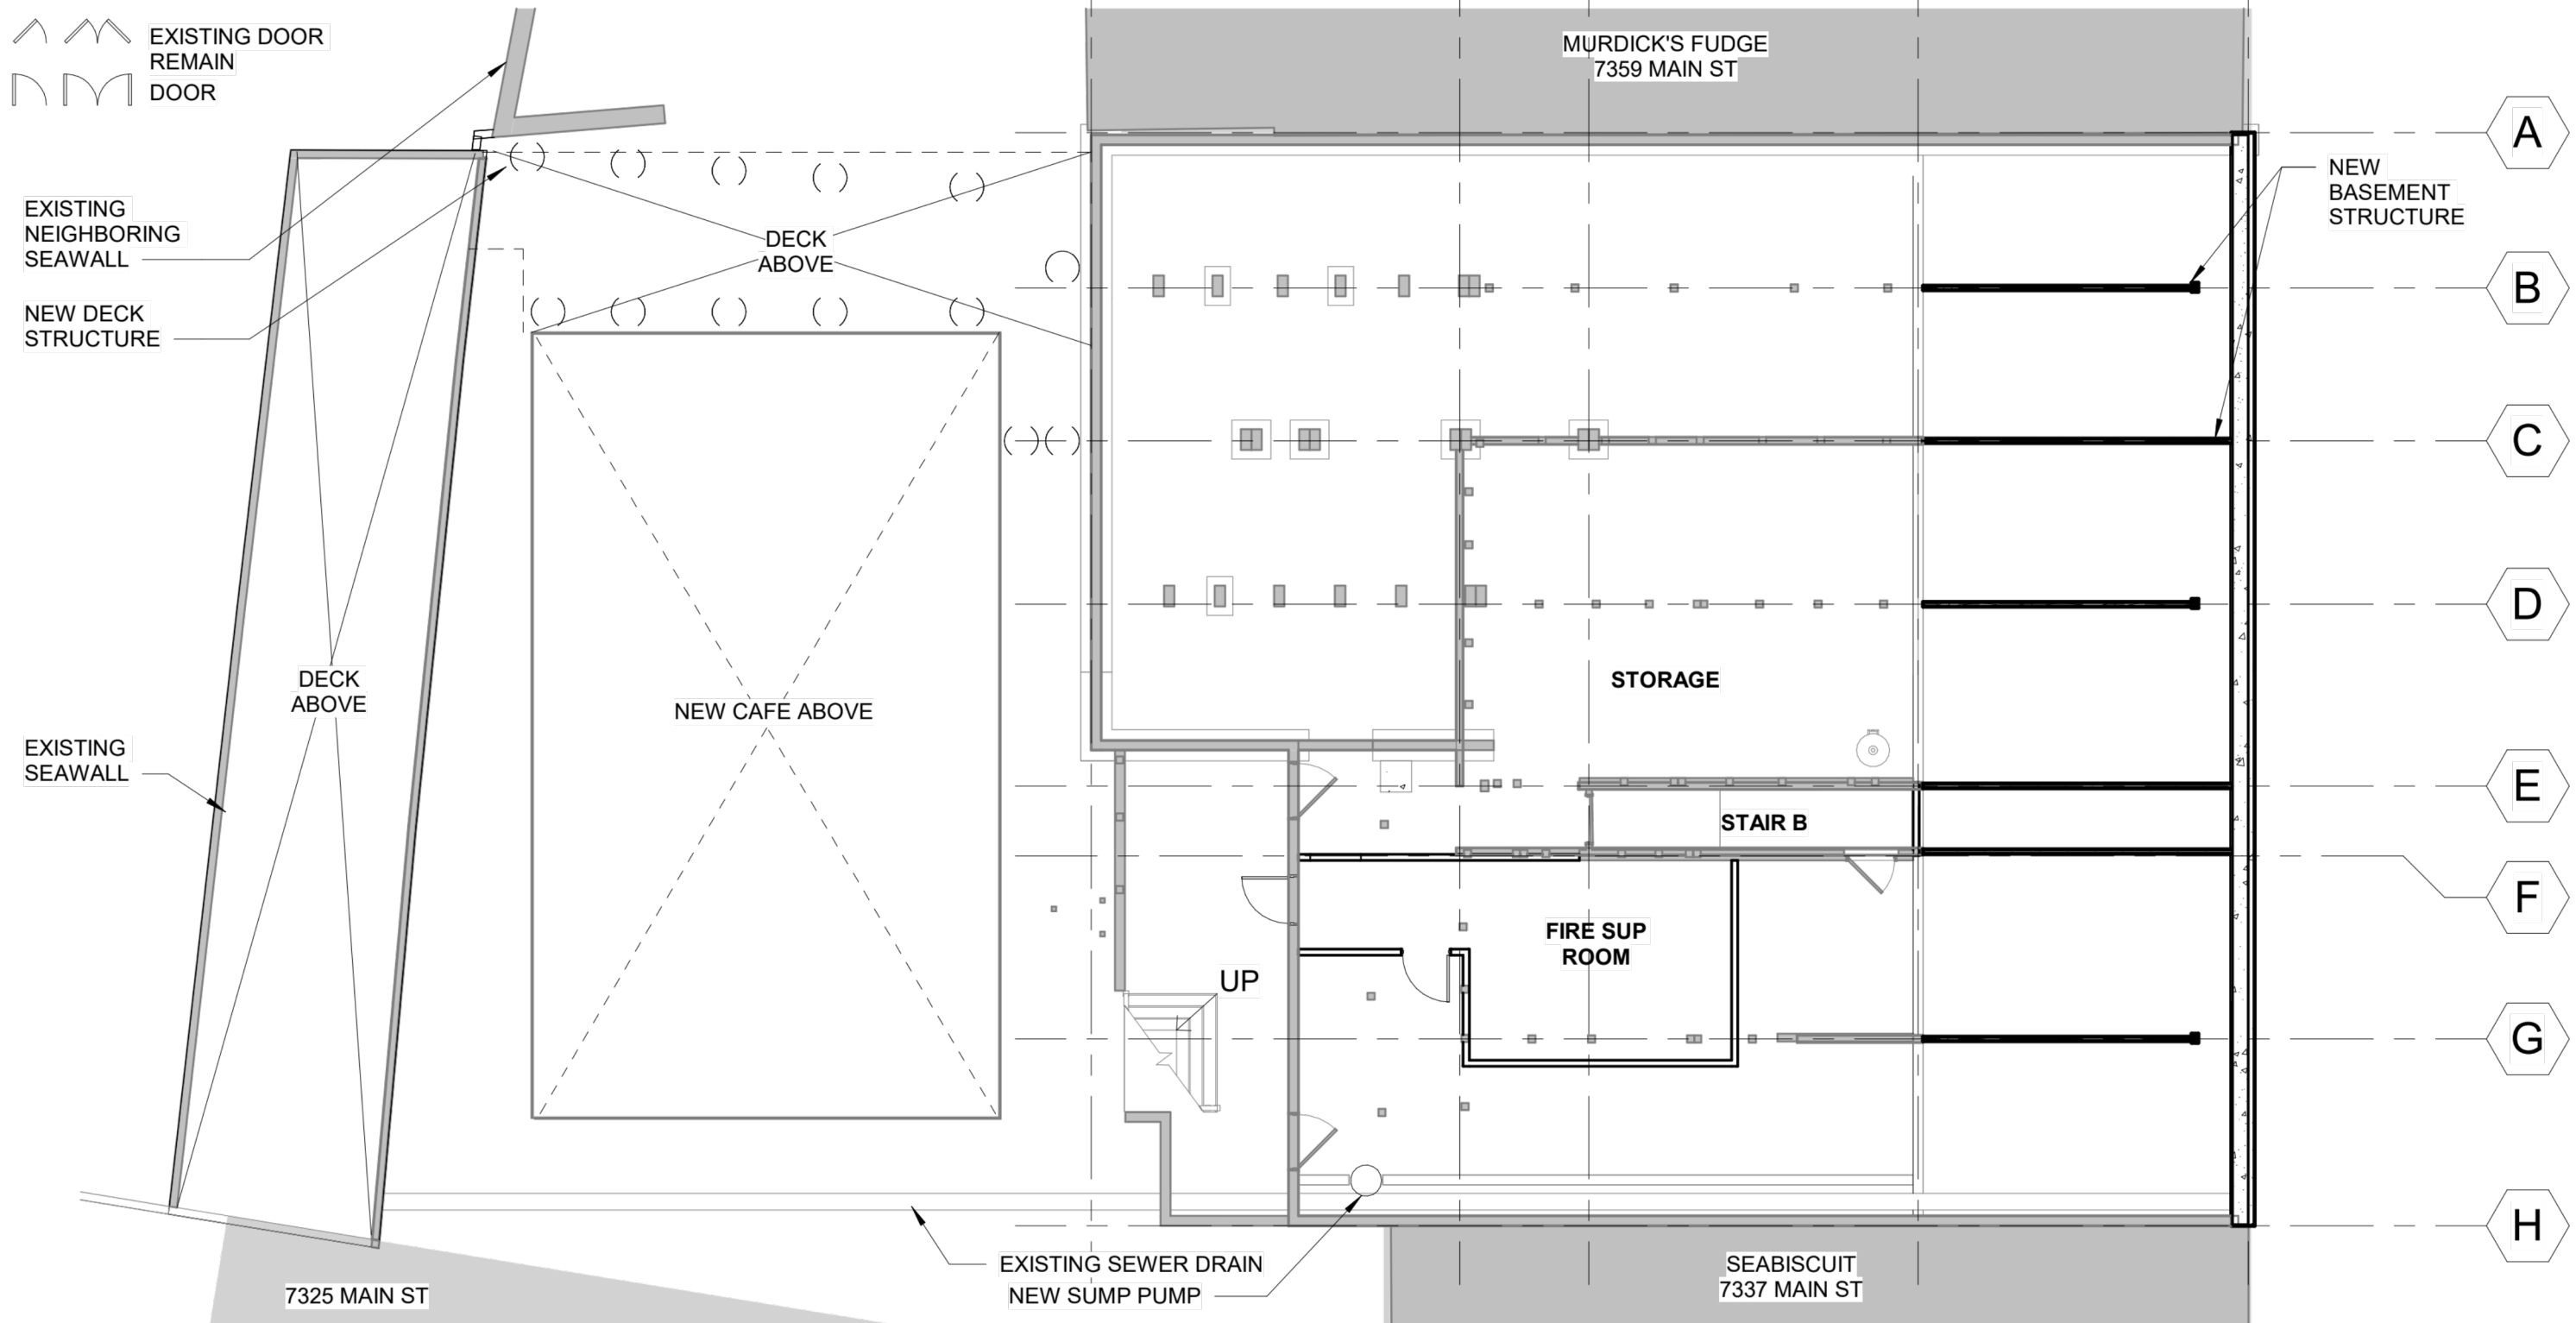 EXISTING DOOR
REMAIN
DOOR
MURDICK'S FUDGE
7359 MAIN ST
A
NEW
BASEMENT
STRUCTURE
EXISTING
NEIGHBORING
SEAWALL
DECK
ABOVE
B
NEW DECK
STRUCTURE
C
D
DECK
ABOVE
NEW CAFE ABOVE
STORAGE
EXISTING
SEAWALL
E
STAIR B
F
FIRE SUP
ROOM
UP
G
H
EXISTING SEWER DRAIN
NEW SUMP PUMP
SEABISCUIT
7337 MAIN ST
7325 MAIN ST